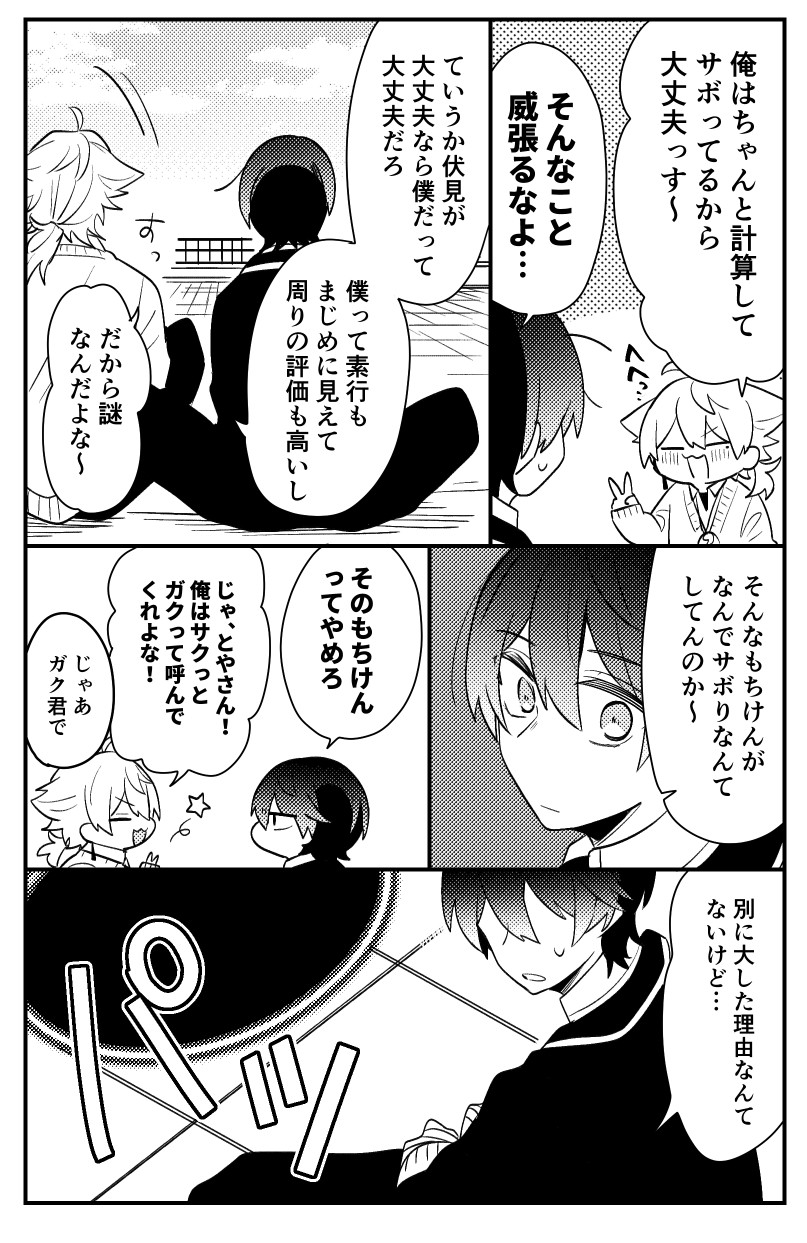 俺はちゃんと計算して
サボってるから
大丈夫っす～
そんなこと
威張るなよ…
ていうか伏見が
大丈夫なら僕だって
大丈夫だろ
僕って素行も
まじめに見えて
周りの評価も高いし
すっ
だから謎
なんだよな～
そんなもちけんが
なんでサボりなんて
してんのか～
そのもちけん
ってやめろ
じゃ、とやさん！
俺はサクっと
ガクって呼んで
くれよな！
じゃあ
ガク君で
別に大した理由なんて
ないけど…
パツ